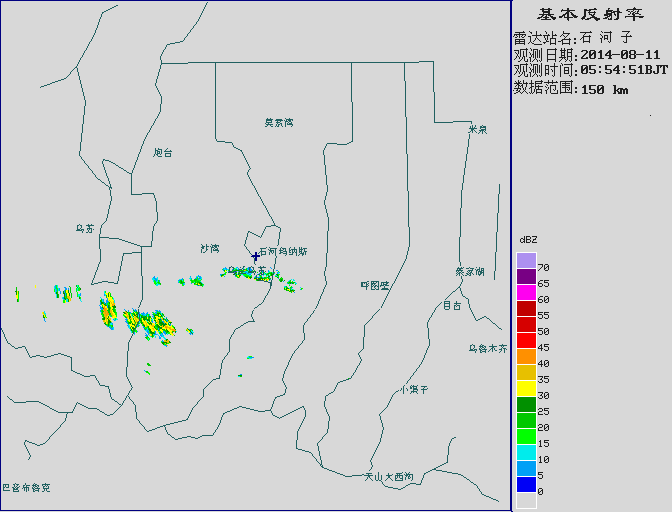 基本反射率
雷达站名:石 河 子
观测日期:2014-08-11
观测时间:05:54:51BJT
数据范围:150 km
莫索湾
米泉
炮台
乌苏
沙湾
石河玛纳斯
蔡家湖
呼图壁
昌吉
乌鲁木齐
小渠子
天山大西沟
巴音布鲁克
dBZ
70
65
60
55
50
45
40
35
30
25
20
15
10
5
0